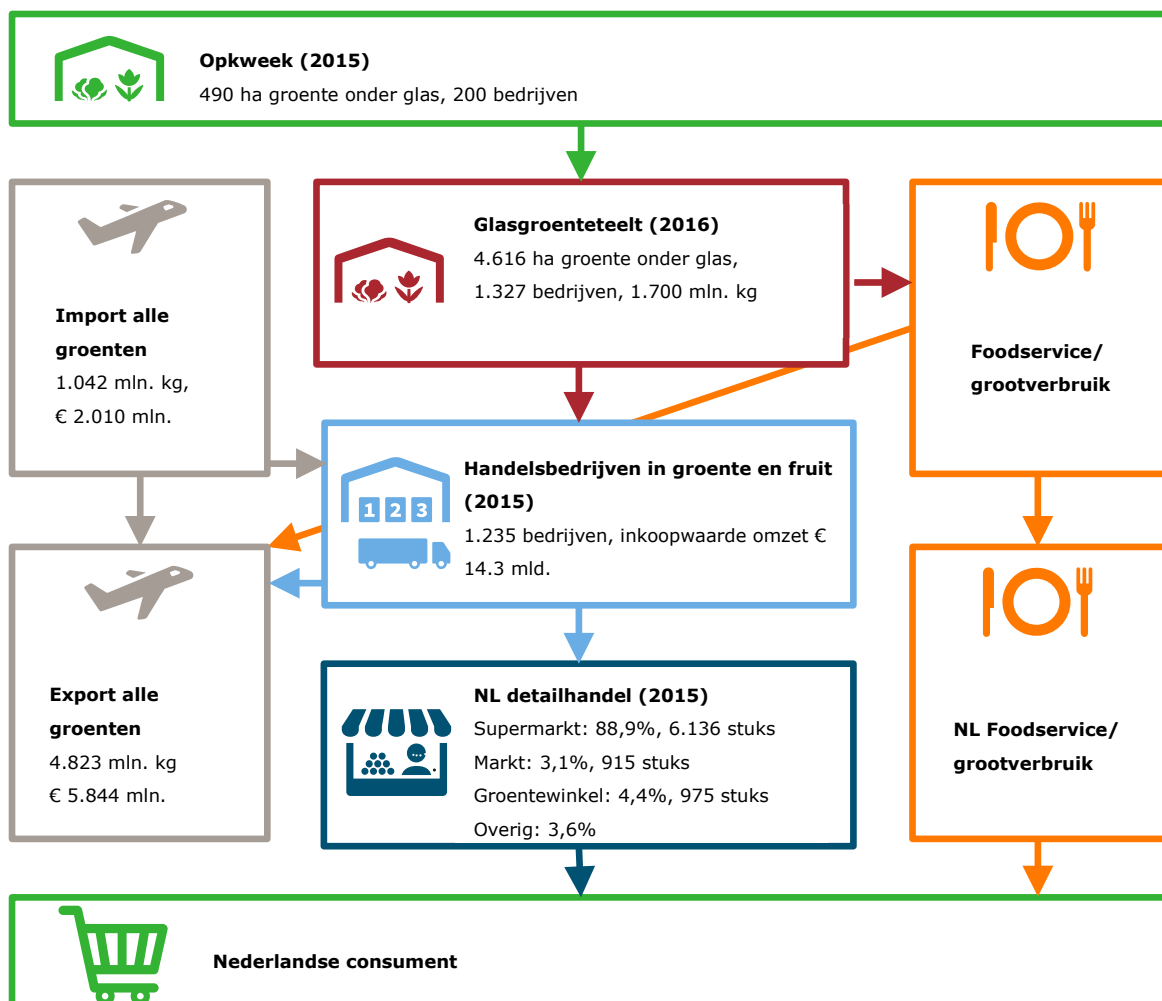 Opkweek (2015)
490 ha groente onder glas, 200 bedrijven
Glasgroenteteelt (2016)
4.616 ha groente onder glas,
1.327 bedrijven, 1.700 mln. kg
Import alle
groenten
1.042 mln. kg,
€ 2.010 mln.
Foodservice/
grootverbruik
Handelsbedrijven in groente en fruit
(2015)
1.235 bedrijven, inkoopwaarde omzet €
14.3 mld.
1 2 3
Export alle
groenten
4.823 mln. kg
€ 5.844 mln.
NL detailhandel (2015)
Supermarkt: 88,9%, 6.136 stuks
Markt: 3,1%, 915 stuks
Groentewinkel: 4,4%, 975 stuks
Overig: 3,6%
NL Foodservice/
grootverbruik
Nederlandse consument